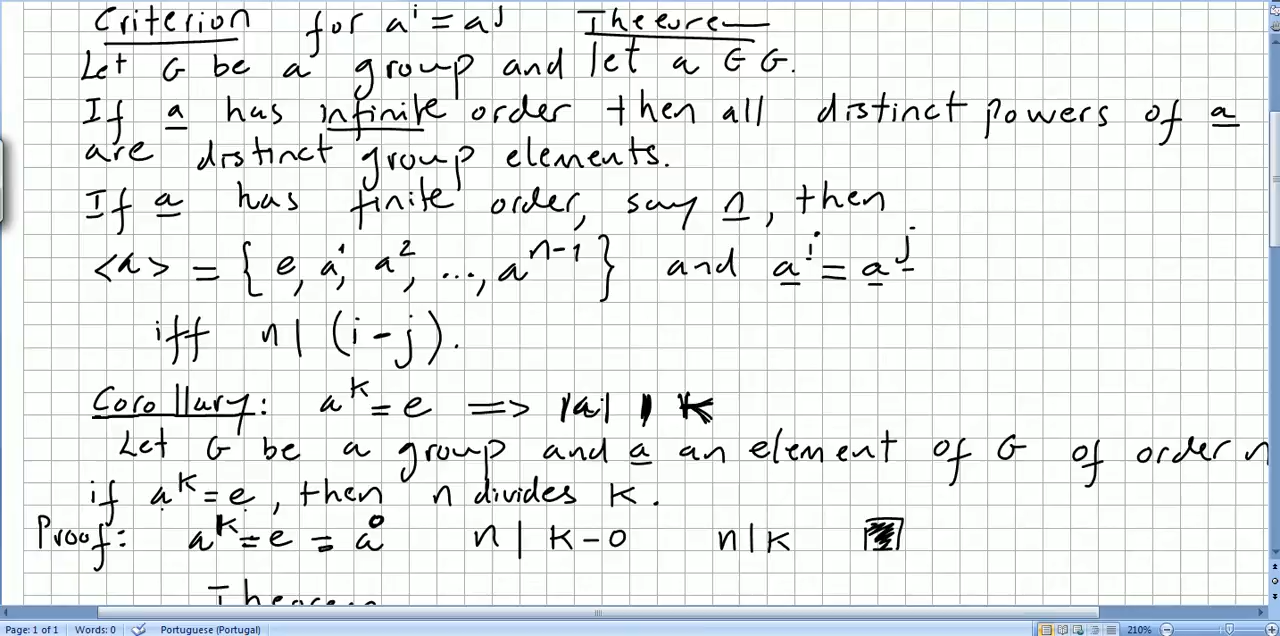 Criterion for a^i = a^j Theorem
Let G be a group and let a ∈ G.
If a has infinite order then all distinct powers of a
are distinct group elements.
If a has finite order, say n, then
<a> = { e, a^1, a^2, ..., a^{n-1} } and a^i = a^j
iff n | (i - j).
Corollary: a^k = e => |a| | k
Let G be a group and a an element of G of order n
if a^k = e, then n divides k.
Proof: a^k = e = a^0 n | k - 0 n | k
Theorem
Page: 1 of 1 Words: 0 Portuguese (Portugal) 210%